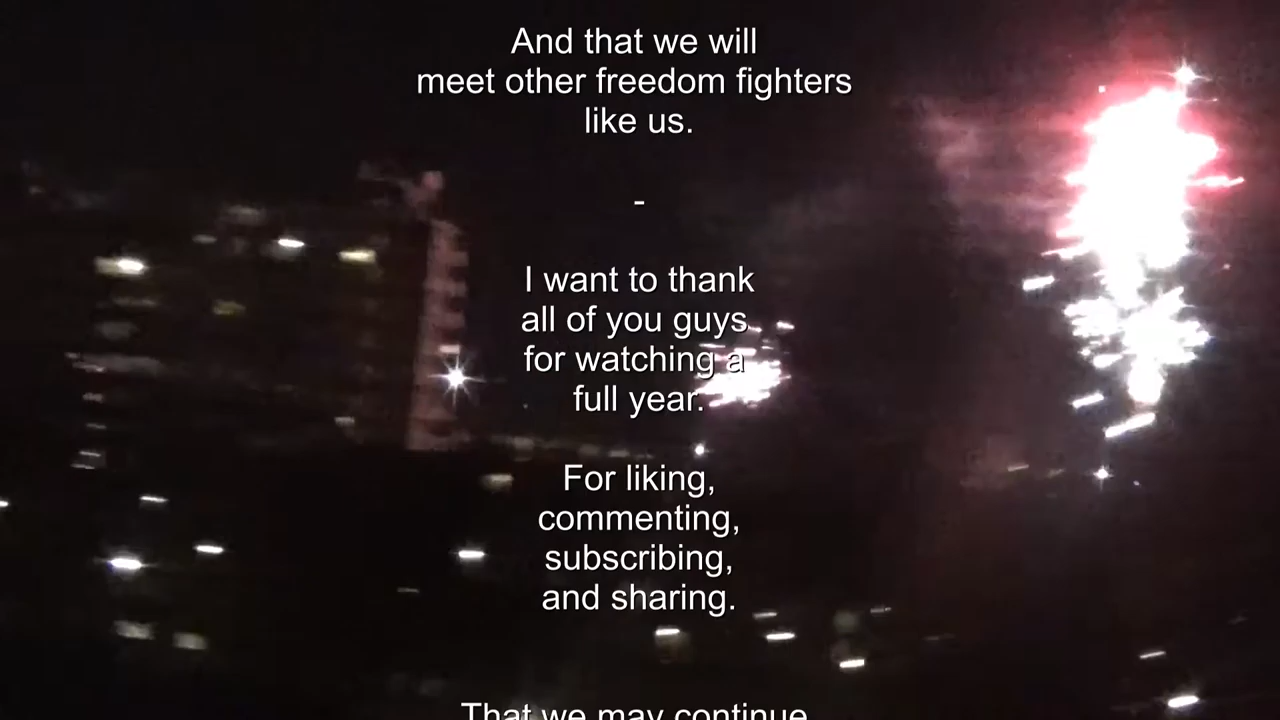 And that we will
meet other freedom fighters
like us.
-
I want to thank
all of you guys
for watching a
full year.
For liking,
commenting,
subscribing,
and sharing.
That we may continue